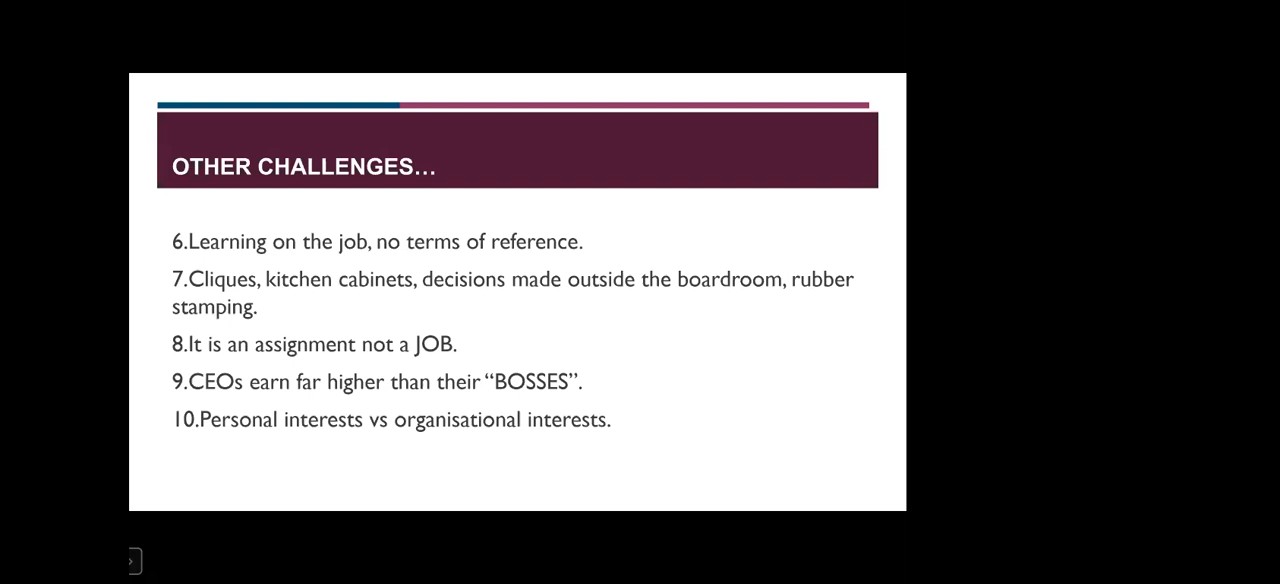 OTHER CHALLENGES…
6.Learning on the job, no terms of reference.
7.Cliques, kitchen cabinets, decisions made outside the boardroom, rubber
stamping.
8.It is an assignment not a JOB.
9.CEOs earn far higher than their “BOSSES”.
10.Personal interests vs organisational interests.